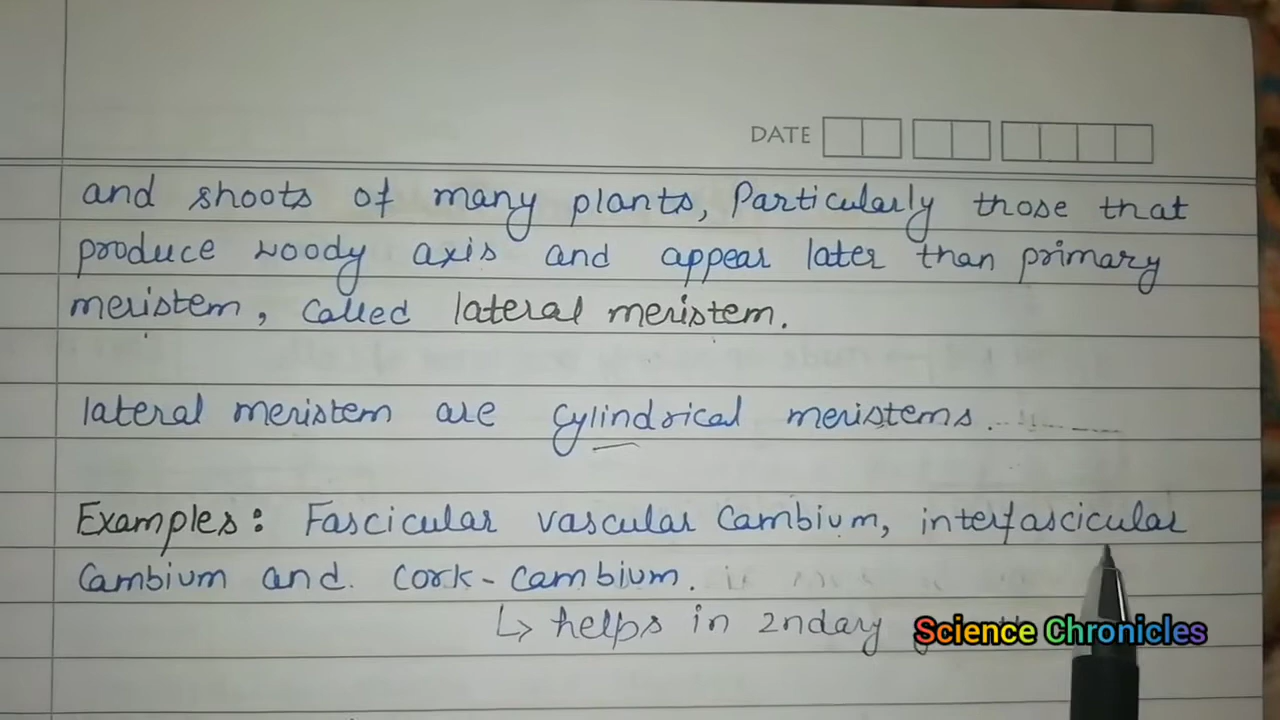 DATE
and shoots of many plants, Particularly those that
produce woody axis and appear later than primary
meristem, Called lateral meristem.
lateral meristem are Cylindrical meristems.
Examples: Fascicular vascular Cambium, interfascicular
Cambium and. Cork-Cambium.
↳ helps in 2nday
Science Chronicles